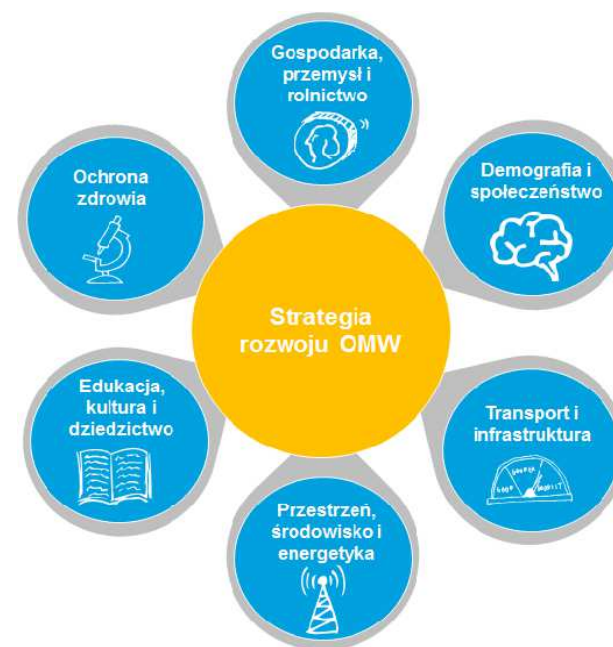 Gospodarka,
przemysł i
rolnictwo
Demografia i
społeczeństwo
Ochrona
zdrowia
Strategia
rozwoju OMW
Edukacja,
kultura i
dziedzictwo
Transport i
infrastruktura
Przestrzeń,
środowisko i
energetyka